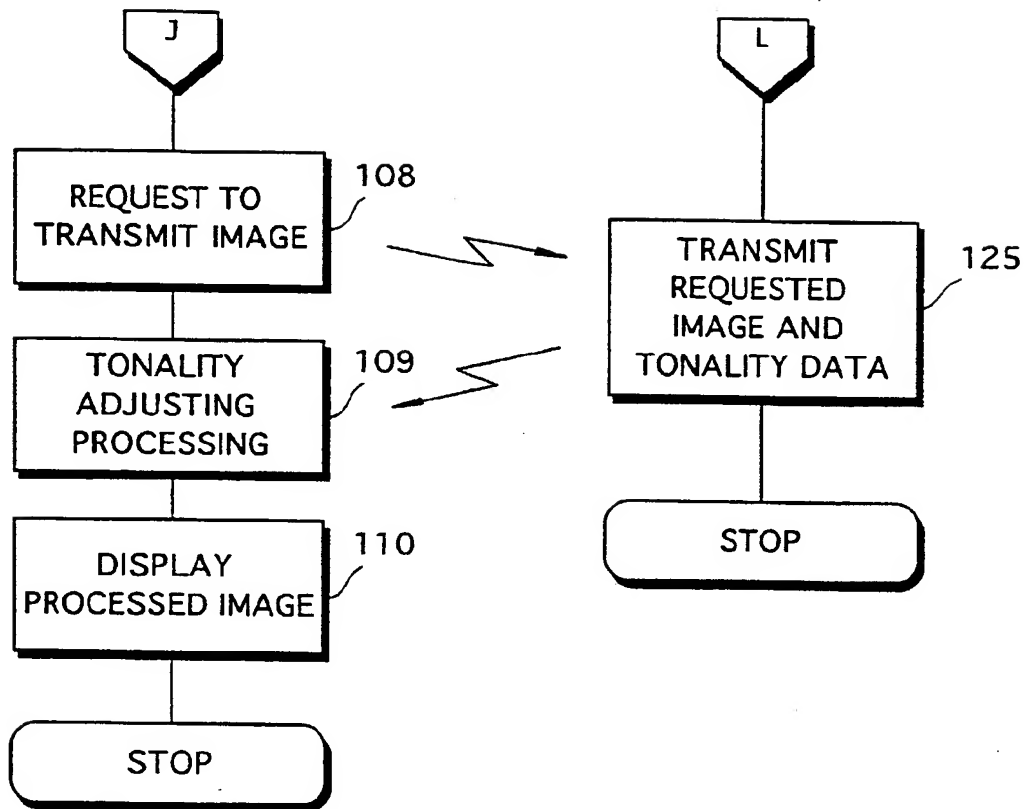 J
REQUEST TO
TRANSMIT IMAGE
108
TONALITY
ADJUSTING
PROCESSING
109
DISPLAY
PROCESSED IMAGE
110
STOP
L
TRANSMIT
REQUESTED
IMAGE AND
TONALITY DATA
125
STOP